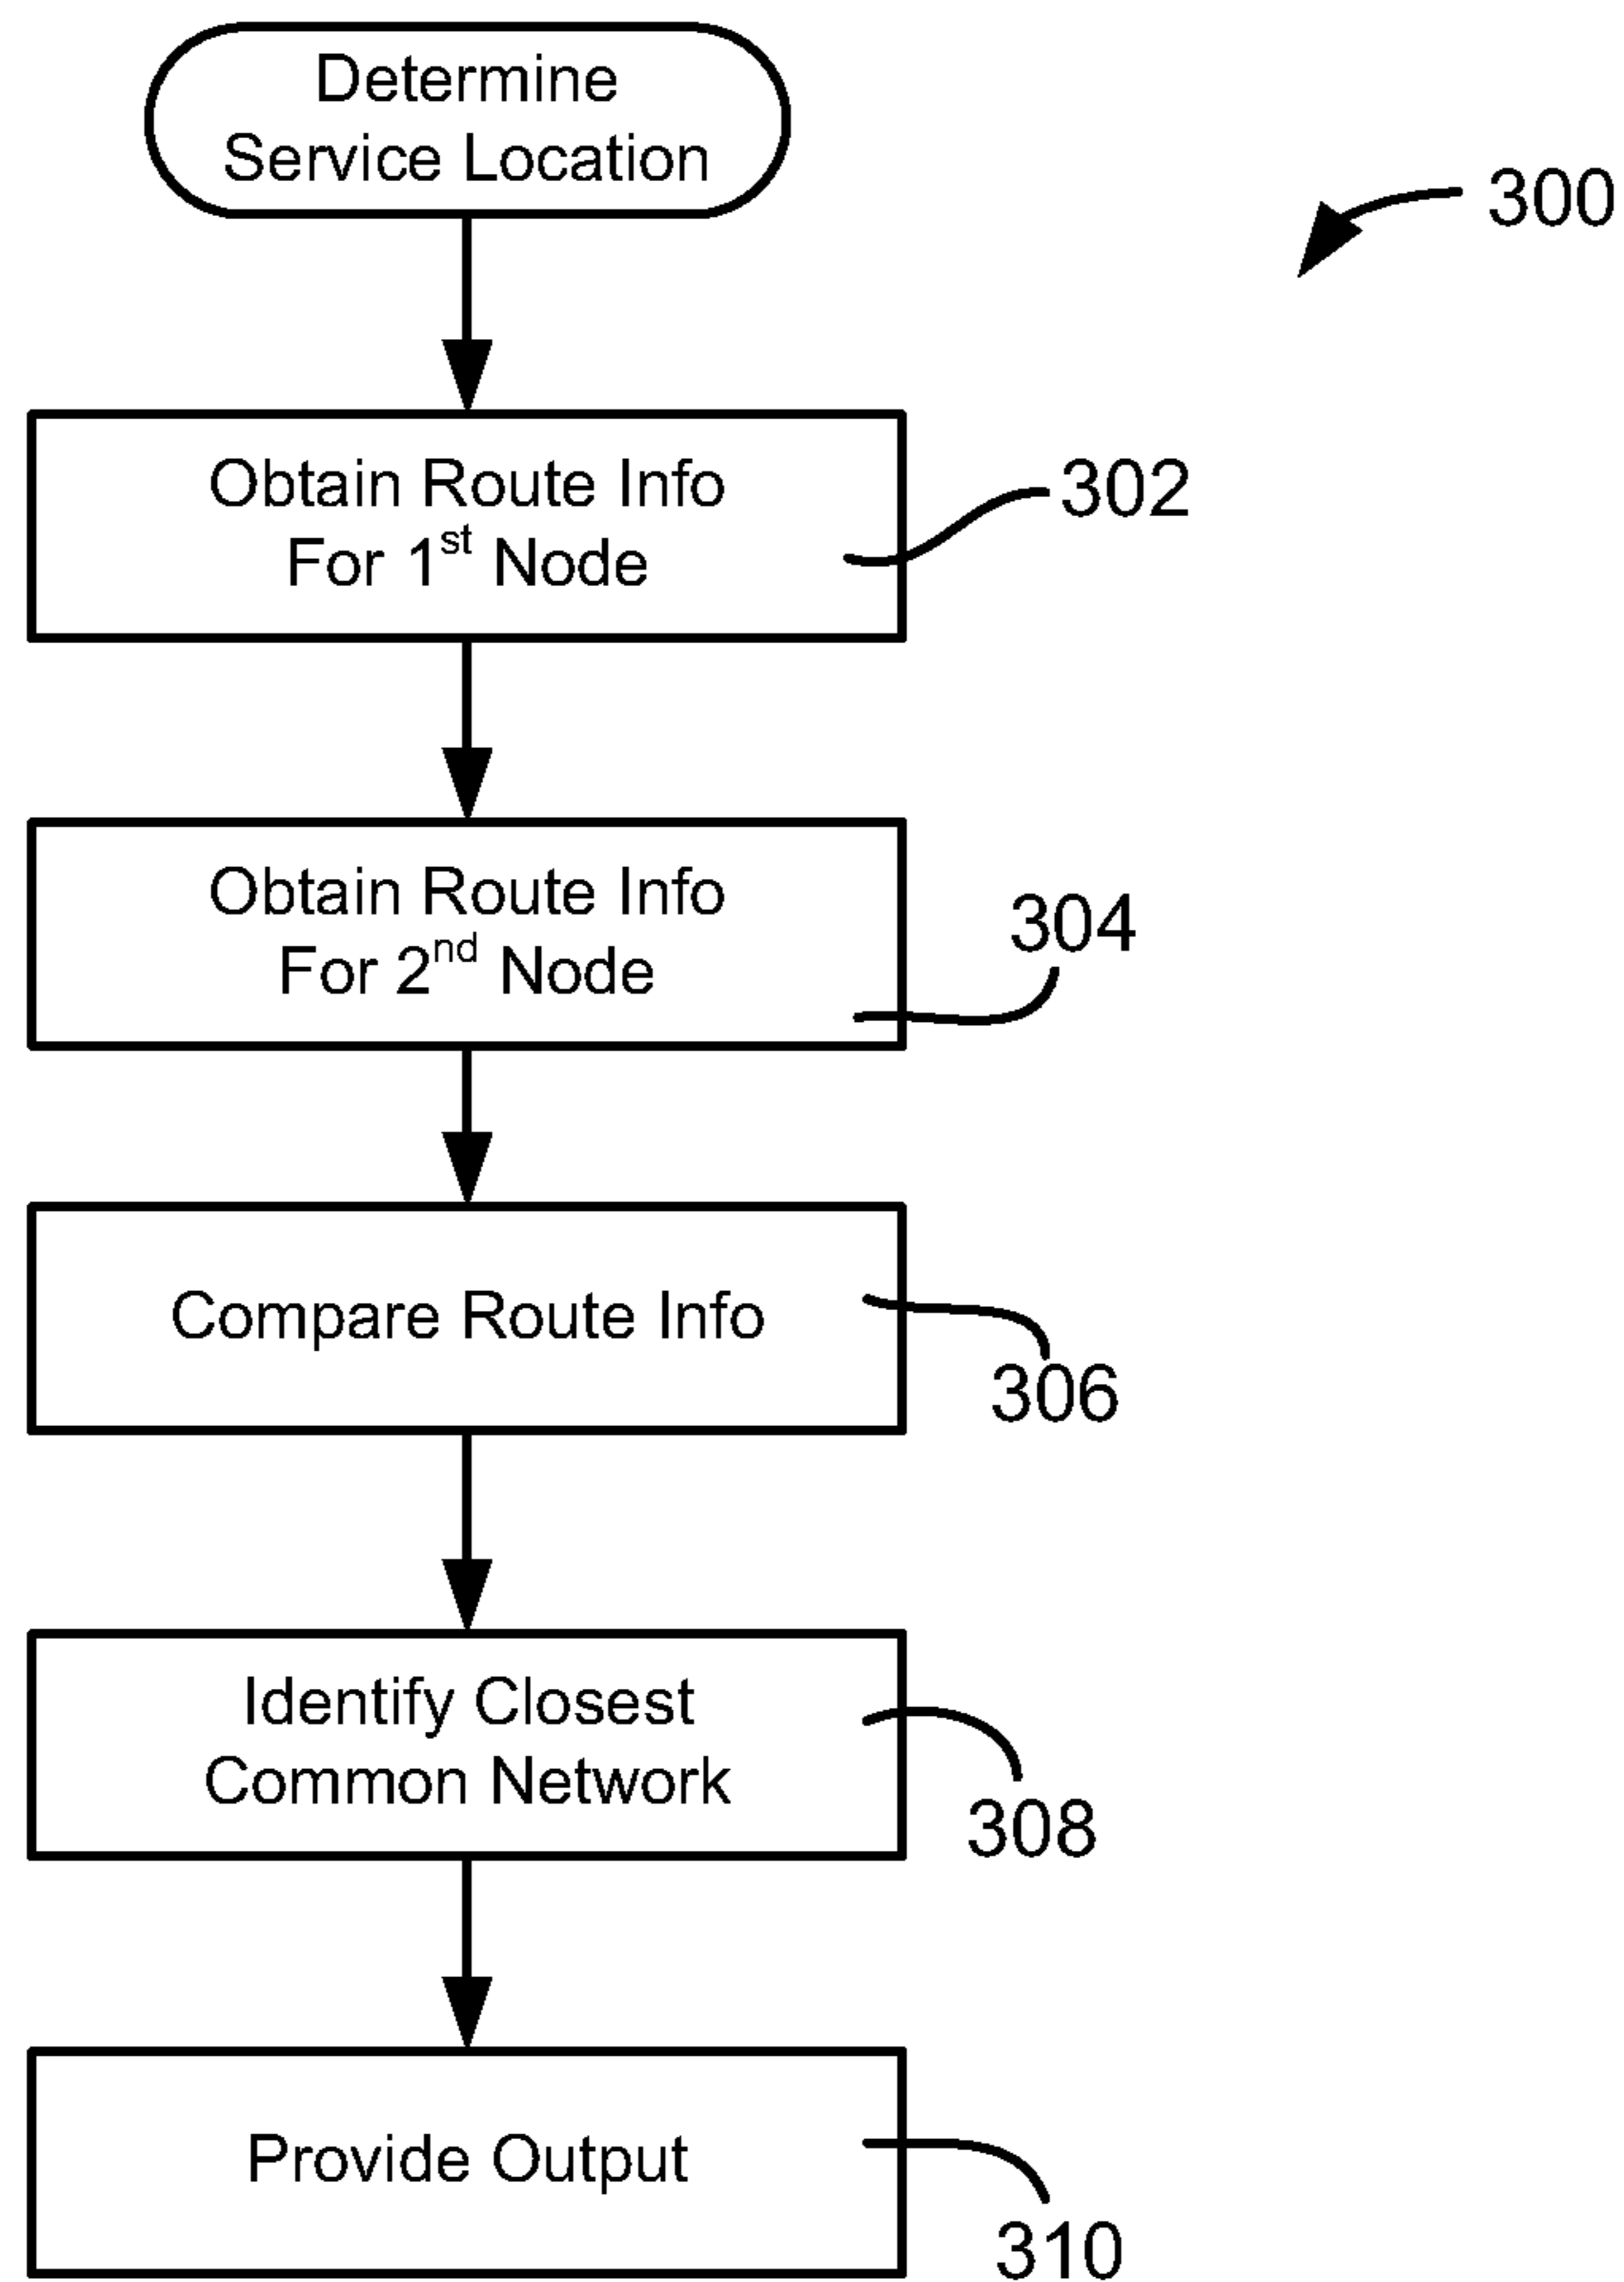 Determine
Service Location
300
Obtain Route Info
For 1st Node
302
Obtain Route Info
For 2nd Node
304
Compare Route Info
306
Identify Closest
Common Network
308
Provide Output
310